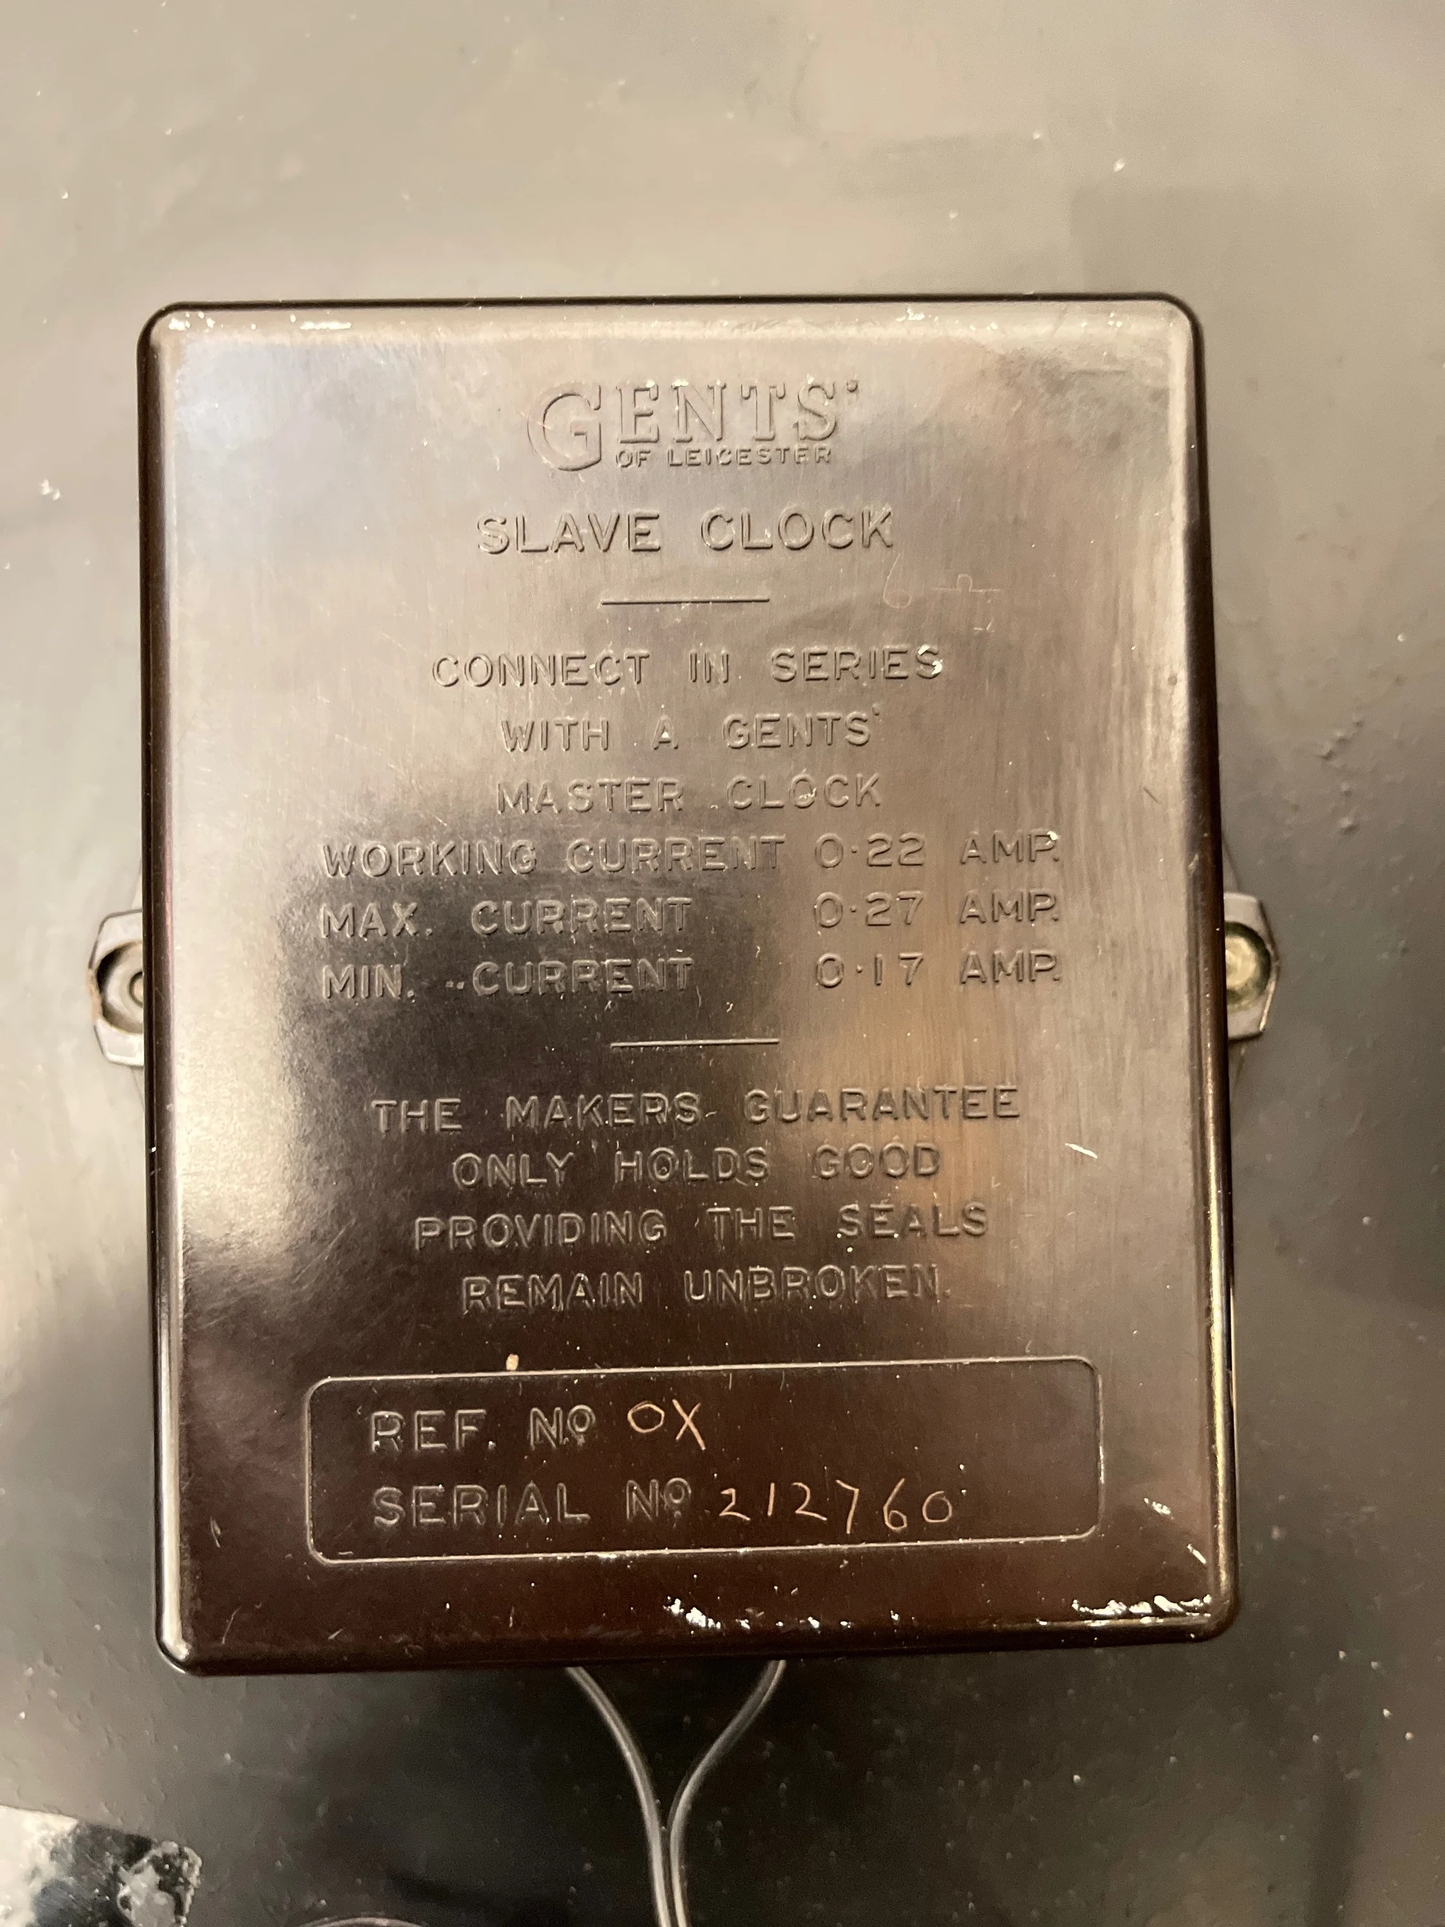 GENTS'
OF LEICESTER
SLAVE CLOCK
CONNECT IN SERIES
WITH A GENTS'
MASTER CLOCK
WORKING CURRENT 0·22 AMP.
MAX. CURRENT 0·27 AMP.
MIN. CURRENT 0·17 AMP.
THE MAKERS GUARANTEE
ONLY HOLDS GOOD
PROVIDING THE SEALS
REMAIN UNBROKEN.
REF. Nº OX
SERIAL Nº 212760